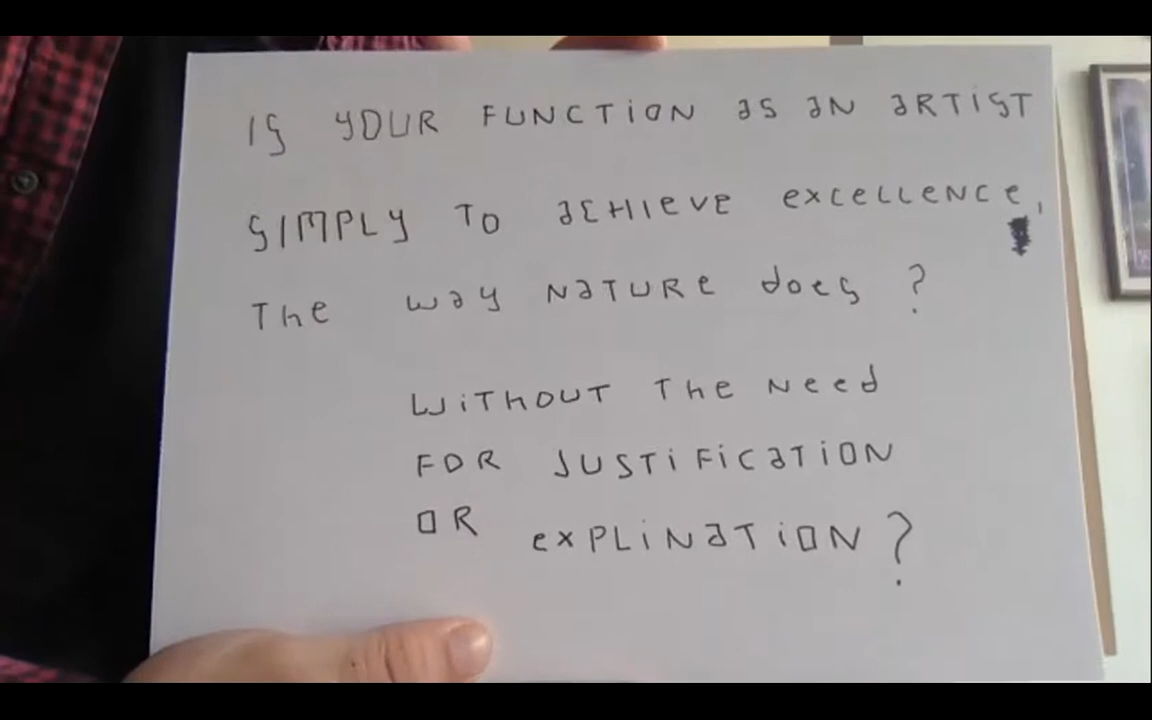 IS YOUR FUNCTiON aS aN aRTiST
SIMPLY TO aCHIeVE exceLLeNCe,
The way NaTURe does ?
WiThOUT The Need
FOR JUSTiFicaTiON
OR exPLiNaTiON ?